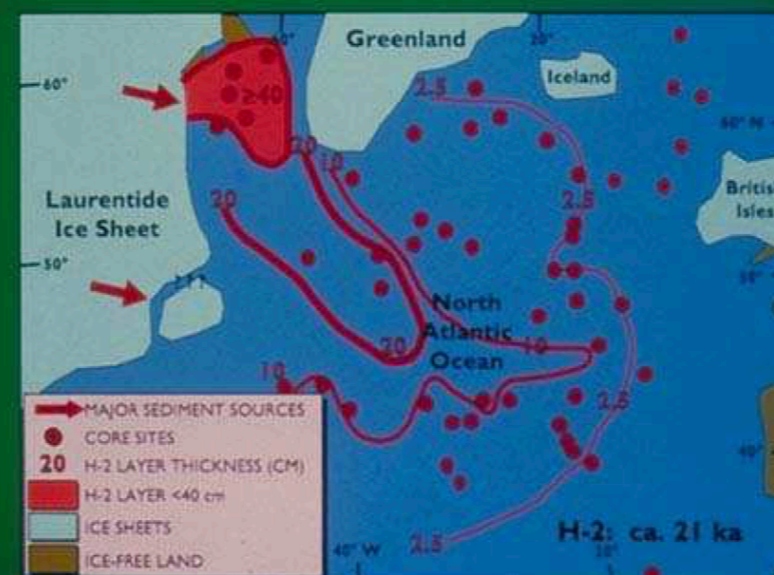 60°
20°
Greenland
2.5
Iceland
60°
≥40
60° N
20
10
Laurentide
Ice Sheet
20
2.5
British
Isles
50°
???
North
Atlantic
Ocean
20
10
10
2.5
MAJOR SEDIMENT SOURCES
CORE SITES
20 H-2 LAYER THICKNESS (CM)
H-2 LAYER <40 cm
ICE SHEETS
ICE-FREE LAND
40°
H-2: ca. 21 ka
40° W
2.5